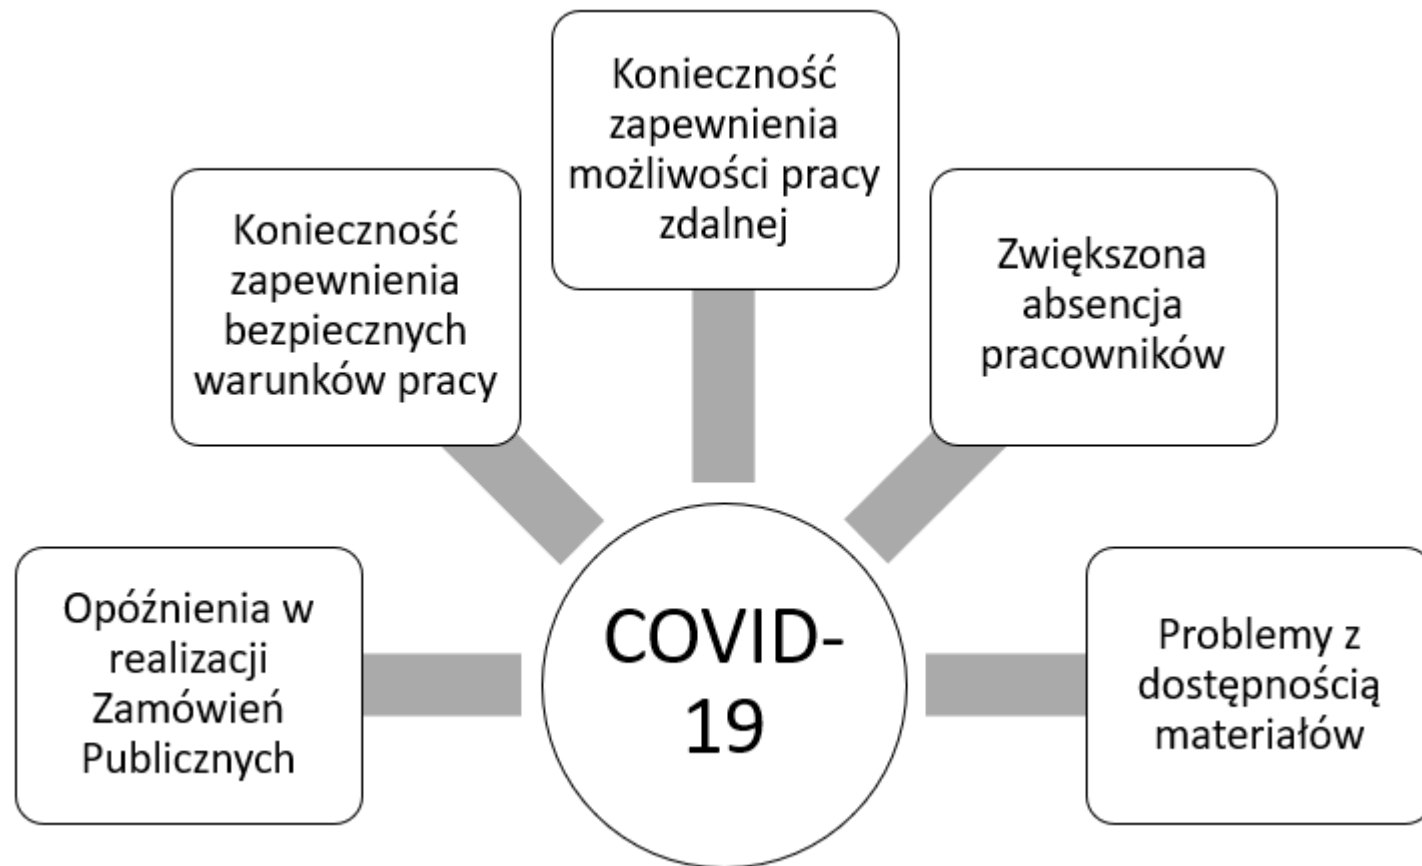 Konieczność
zapewnienia
możliwości pracy
zdalnej
Konieczność
zapewnienia
bezpiecznych
warunków pracy
Zwiększona
absencja
pracowników
Opóźnienia w
realizacji
Zamówień
Publicznych
COVID-
19
Problemy z
dostępnością
materiałów